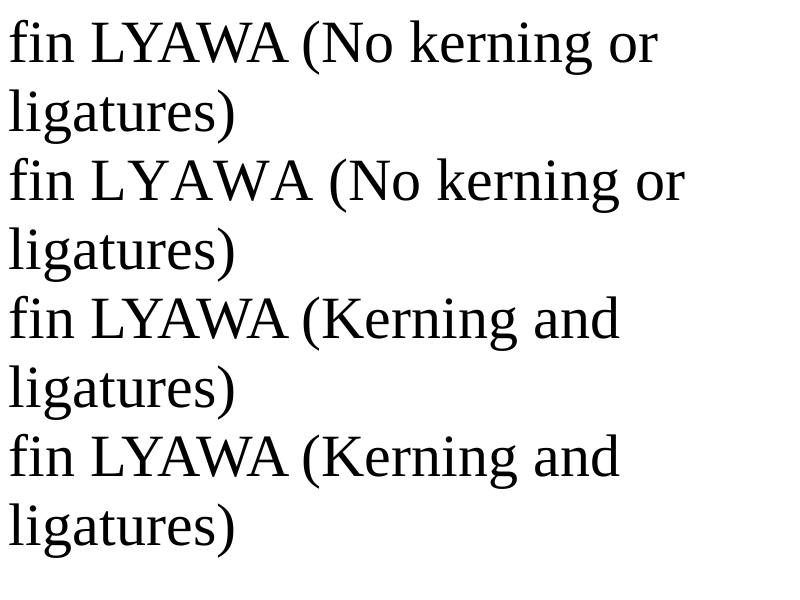 fin LYAWA (No kerning or
ligatures)
fin LYAWA (No kerning or
ligatures)
fin LYAWA (Kerning and
ligatures)
fin LYAWA (Kerning and
ligatures)